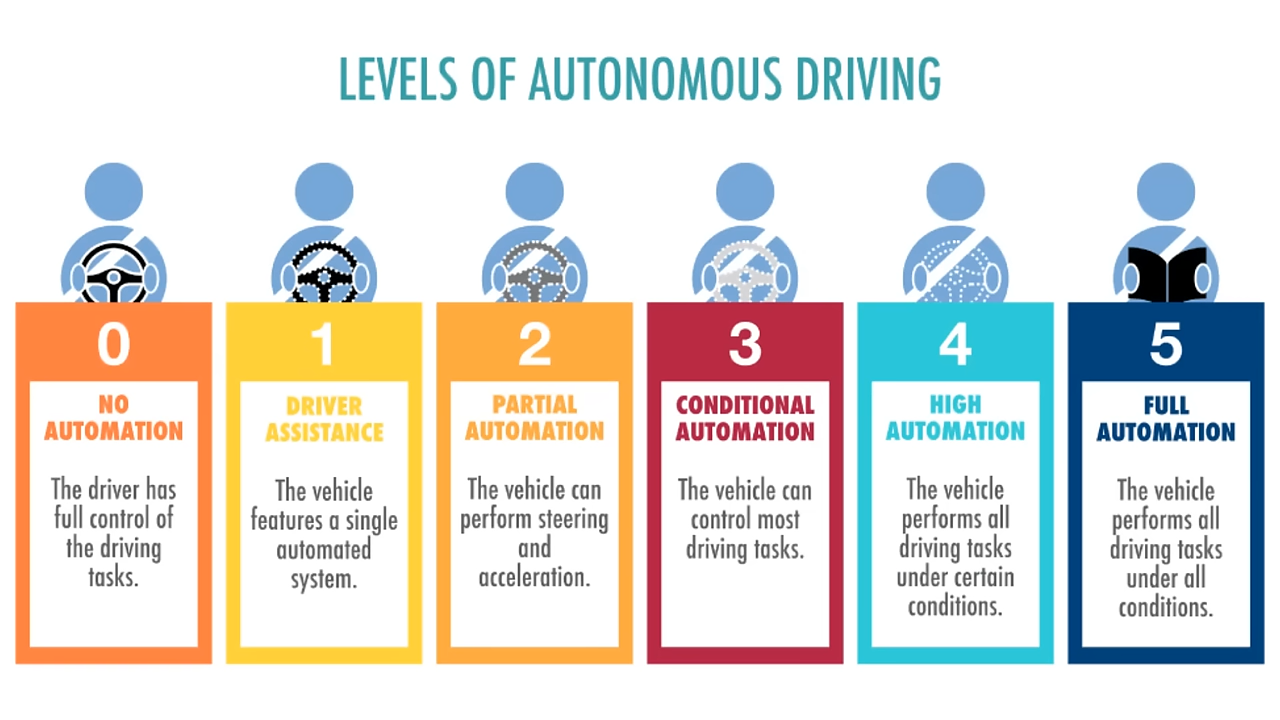 LEVELS OF AUTONOMOUS DRIVING
0
NO
AUTOMATION
The driver has
full control of
the driving
tasks.
1
DRIVER
ASSISTANCE
The vehicle
features a single
automated
system.
2
PARTIAL
AUTOMATION
The vehicle can
perform steering
and
acceleration.
3
CONDITIONAL
AUTOMATION
The vehicle can
control most
driving tasks.
4
HIGH
AUTOMATION
The vehicle
performs all
driving tasks
under certain
conditions.
5
FULL
AUTOMATION
The vehicle
performs all
driving tasks
under all
conditions.